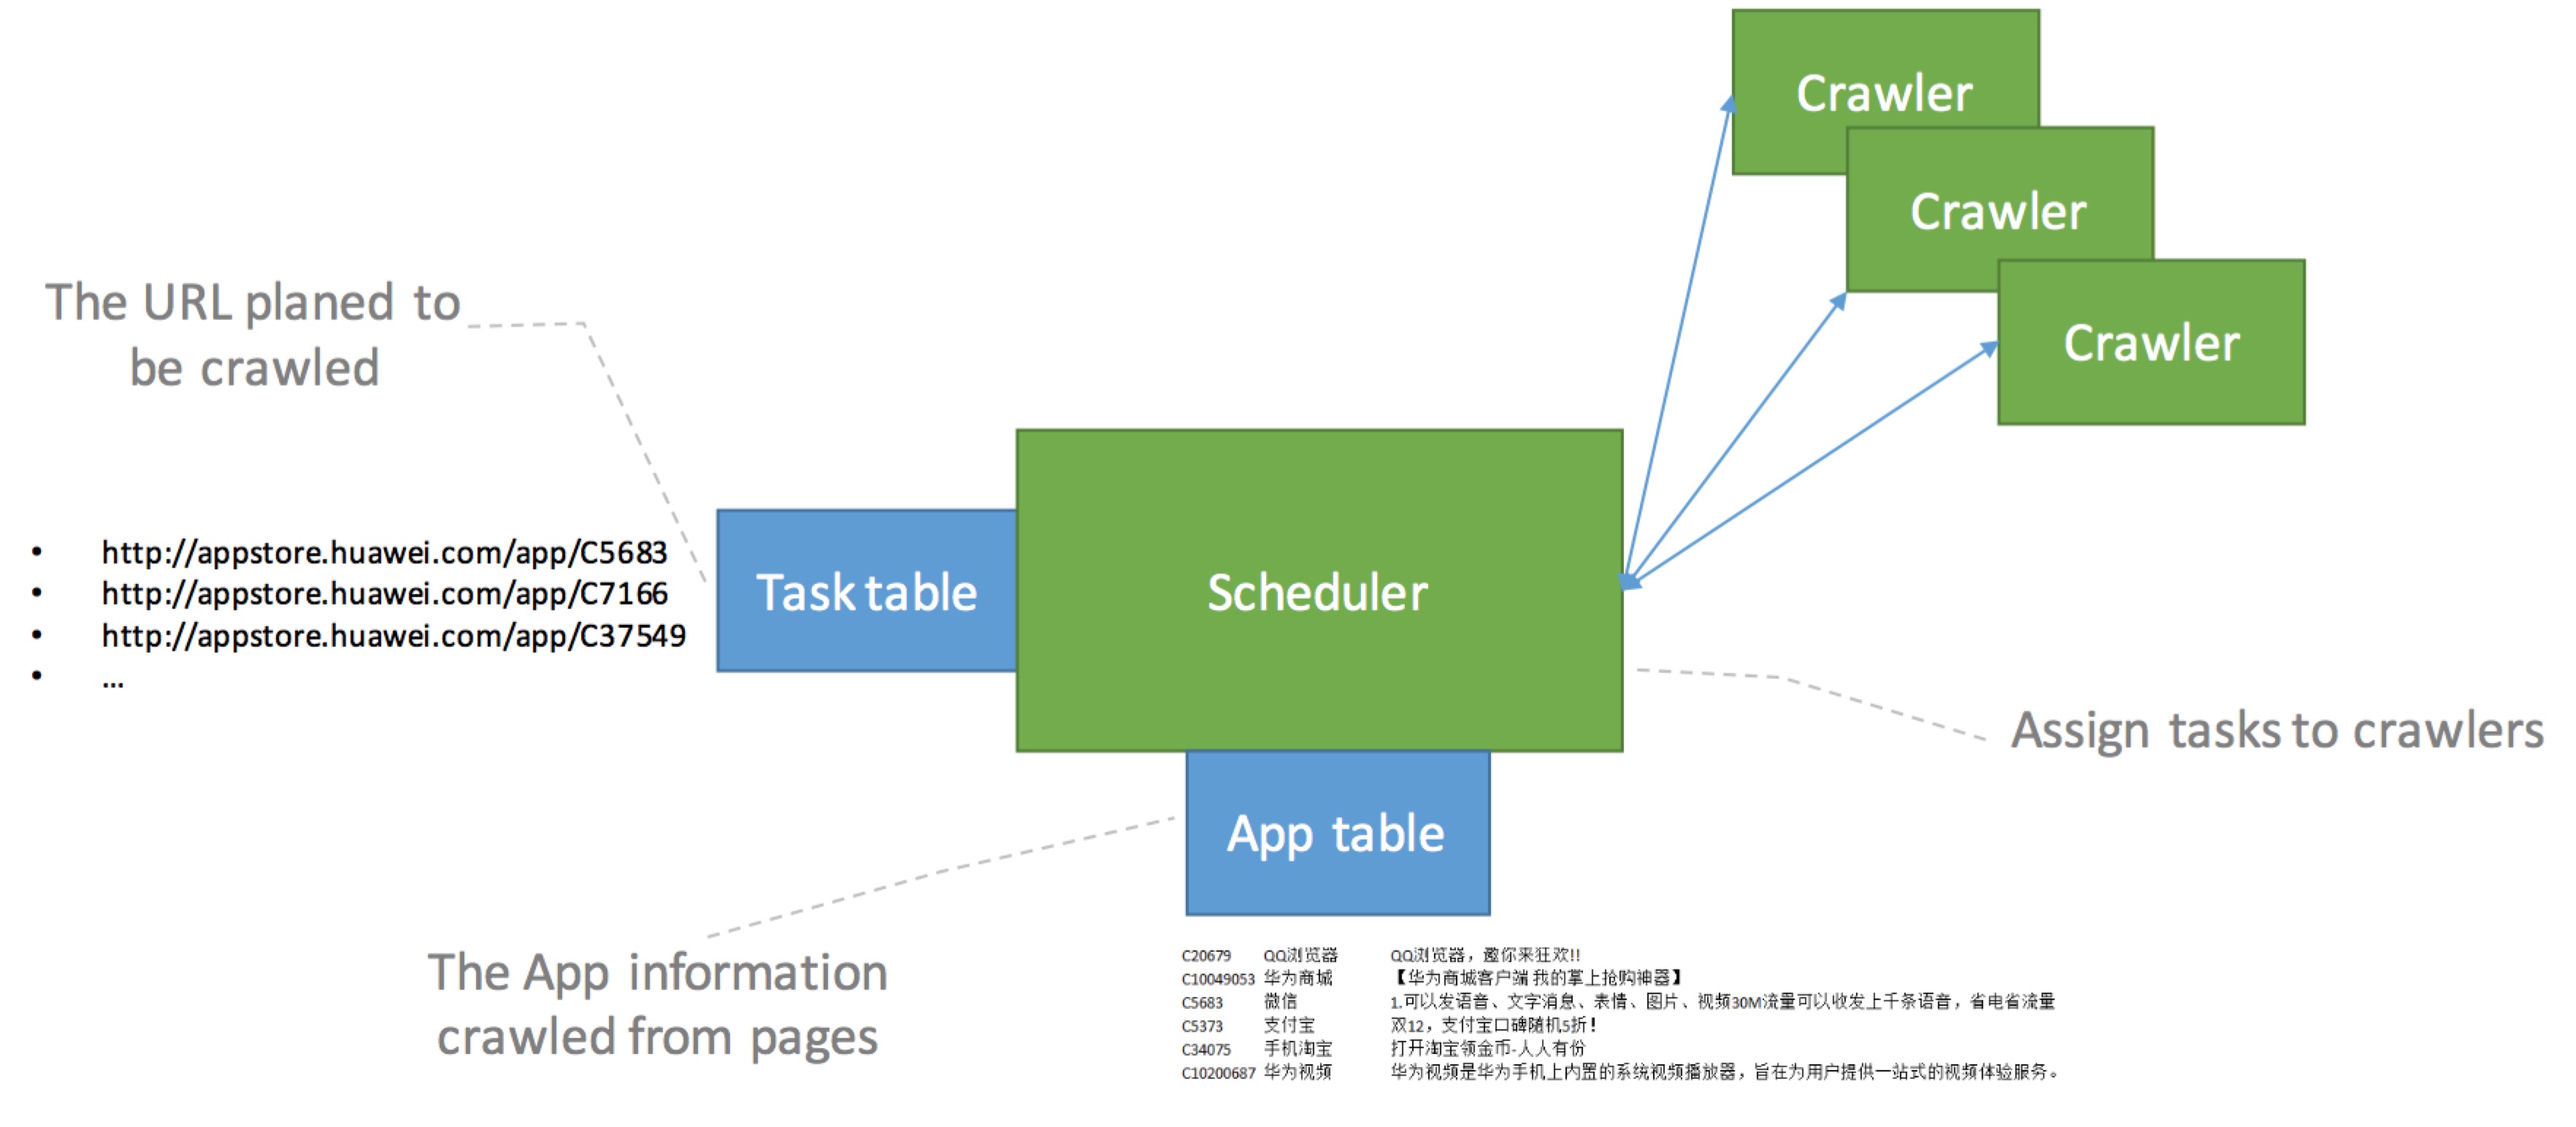 Crawler
Crawler
Crawler
The URL planed to
be crawled
• http://appstore.huawei.com/app/C5683
• http://appstore.huawei.com/app/C7166
• http://appstore.huawei.com/app/C37549
• ...
Task table
Scheduler
Assign tasks to crawlers
App table
The App information
crawled from pages
C20679 QQ浏览器 QQ浏览器，邀你来狂欢!!
C10049053 华为商城 【华为商城客户端 我的掌上抢购神器】
C5683 微信 1.可以发语音、文字消息、表情、图片、视频30M流量可以收发上千条语音，省电省流量
C5373 支付宝 双12，支付宝口碑随机5折！
C34075 手机淘宝 打开淘宝领金币-人人有份
C10200687 华为视频 华为视频是华为手机上内置的系统视频播放器，旨在为用户提供一站式的视频体验服务。